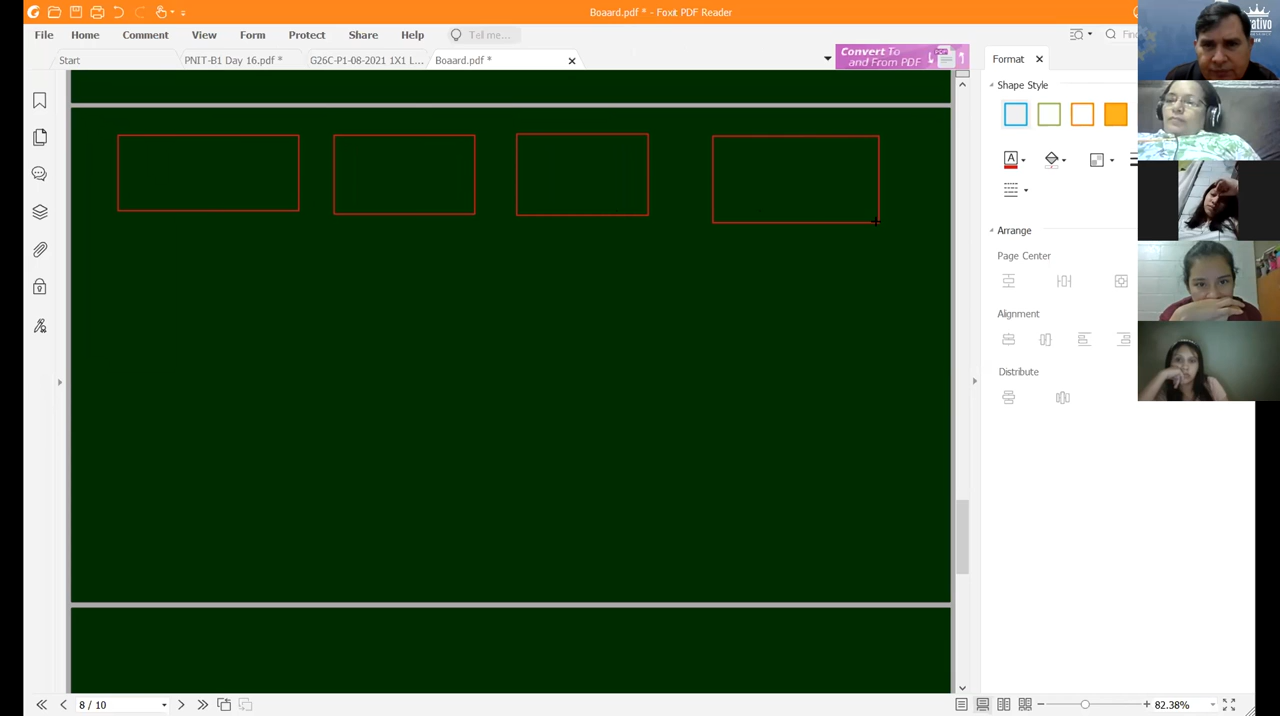 Boaard.pdf * - Foxit PDF Reader
File Home Comment View Form Protect Share Help Tell me...
Start PNIT-B1 Day 16.pdf * G26C-P1-08-2021 1X1 L... Boaard.pdf *
Convert To
and From PDF
PDF
Format
Shape Style
A
Arrange
Page Center
Alignment
Distribute
8 / 10
82.38%